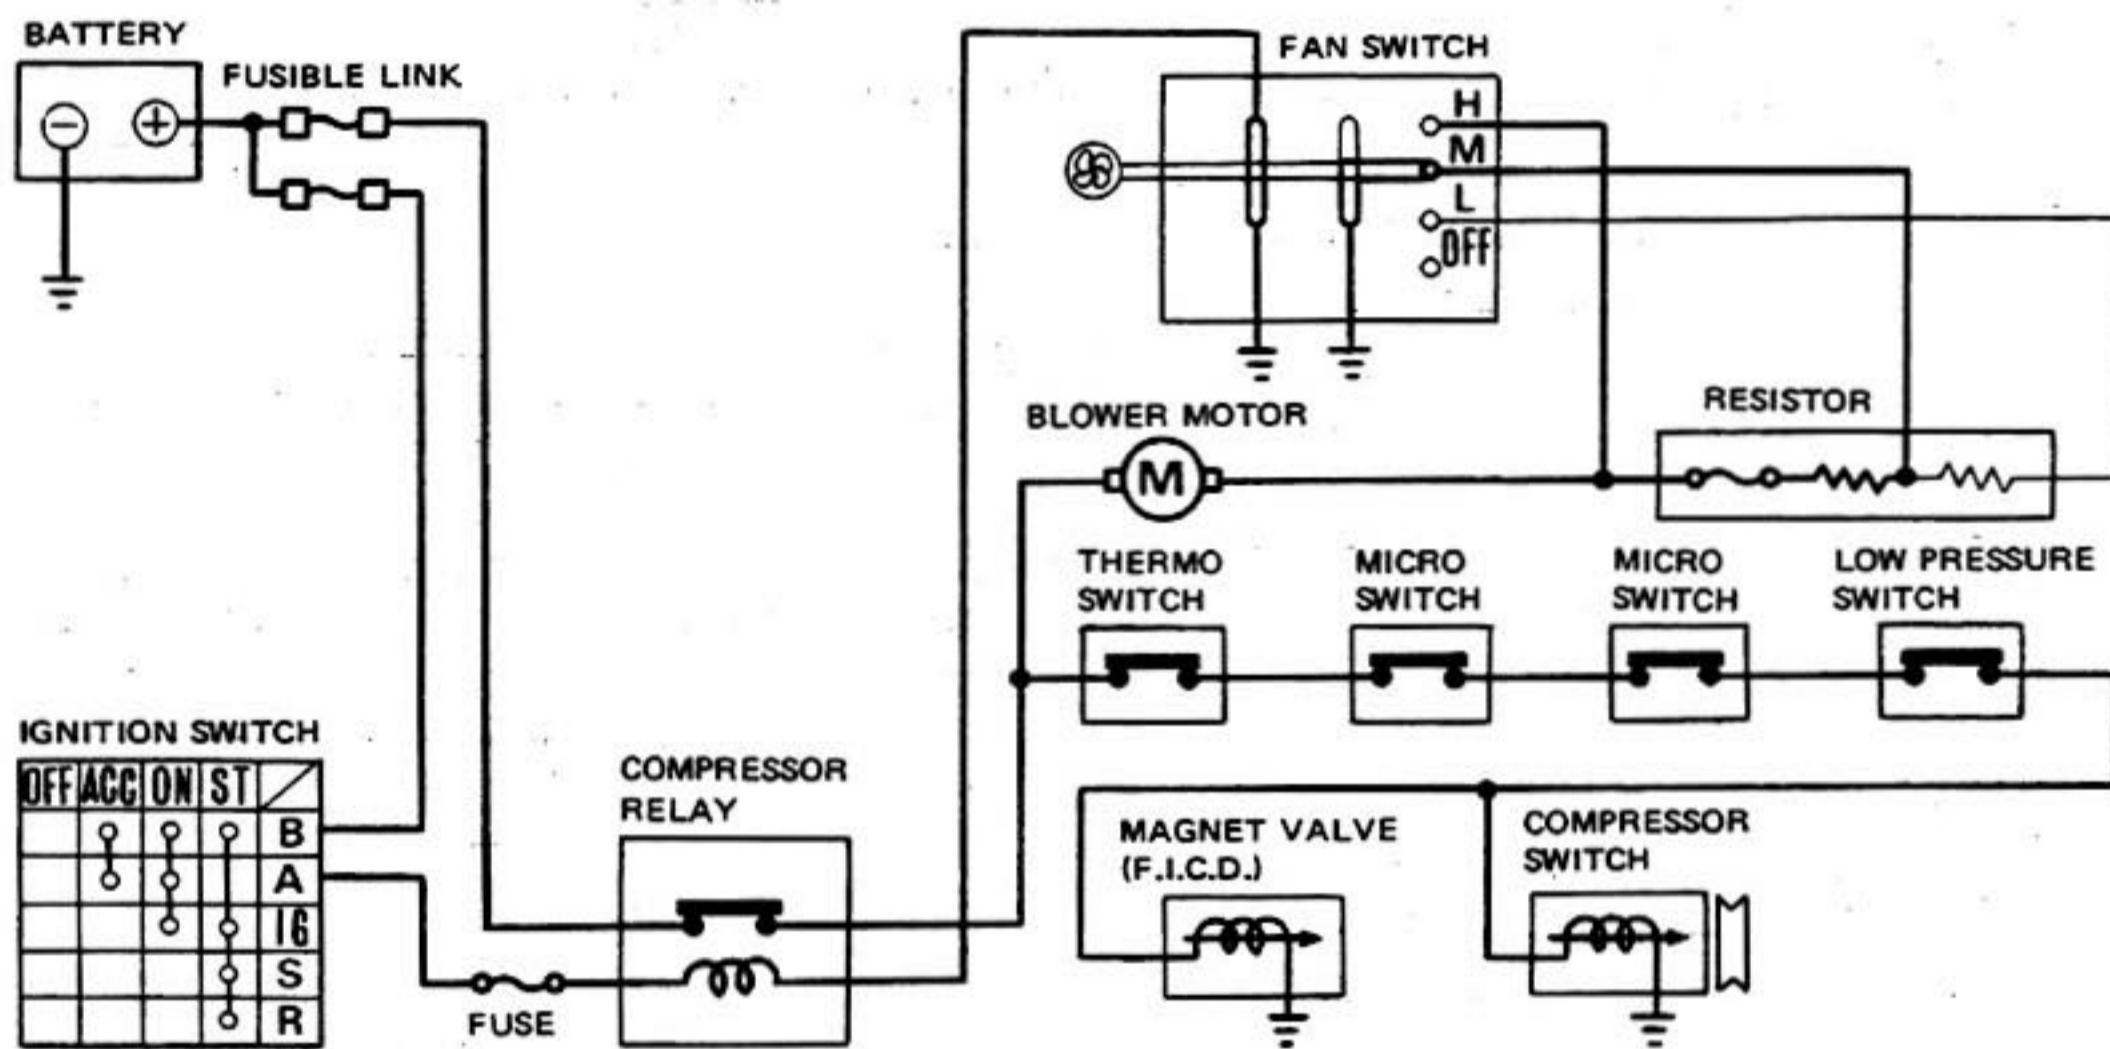 BATTERY
FUSIBLE LINK
FAN SWITCH
H
M
L
OFF
BLOWER MOTOR
M
RESISTOR
THERMO
SWITCH
MICRO
SWITCH
MICRO
SWITCH
LOW PRESSURE
SWITCH
IGNITION SWITCH
OFF ACC ON ST
B
A
IG
S
R
FUSE
COMPRESSOR
RELAY
MAGNET VALVE
(F.I.C.D.)
COMPRESSOR
SWITCH